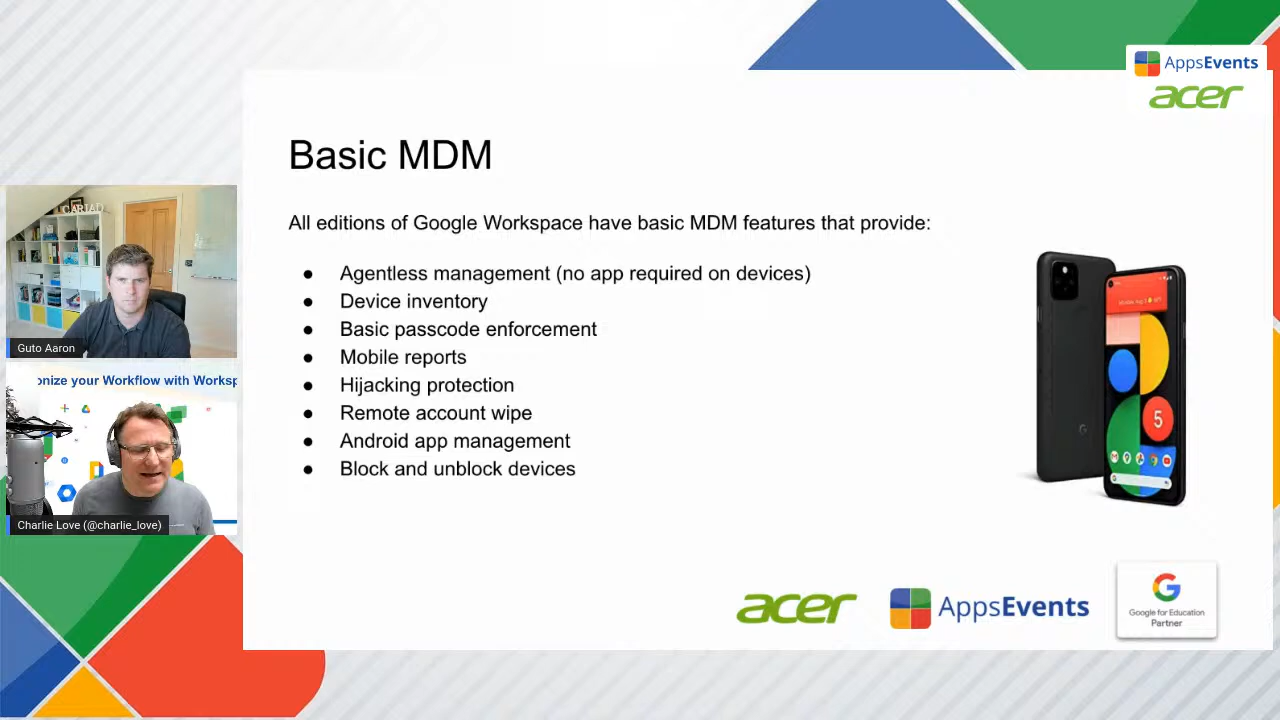 AppsEvents
acer
Basic MDM
All editions of Google Workspace have basic MDM features that provide:
● Agentless management (no app required on devices)
● Device inventory
● Basic passcode enforcement
● Mobile reports
● Hijacking protection
● Remote account wipe
● Android app management
● Block and unblock devices
CARIAD
Guto Aaron
onize your Workflow with Worksp
Charlie Love (@charlie_love)
5
G
acer
AppsEvents
Google for Education
Partner